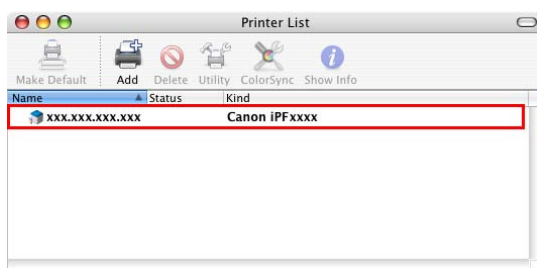 Printer List
Make Default Add Delete Utility ColorSync Show Info
Name Status Kind
xxx.xxx.xxx.xxx Canon iPFxxxx